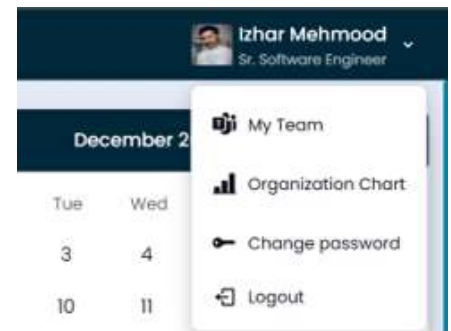 Izhar Mehmood
Sr. Software Engineer
My Team
December 2
Organization Chart
Tue Wed
Change password
3 4
Logout
10 11